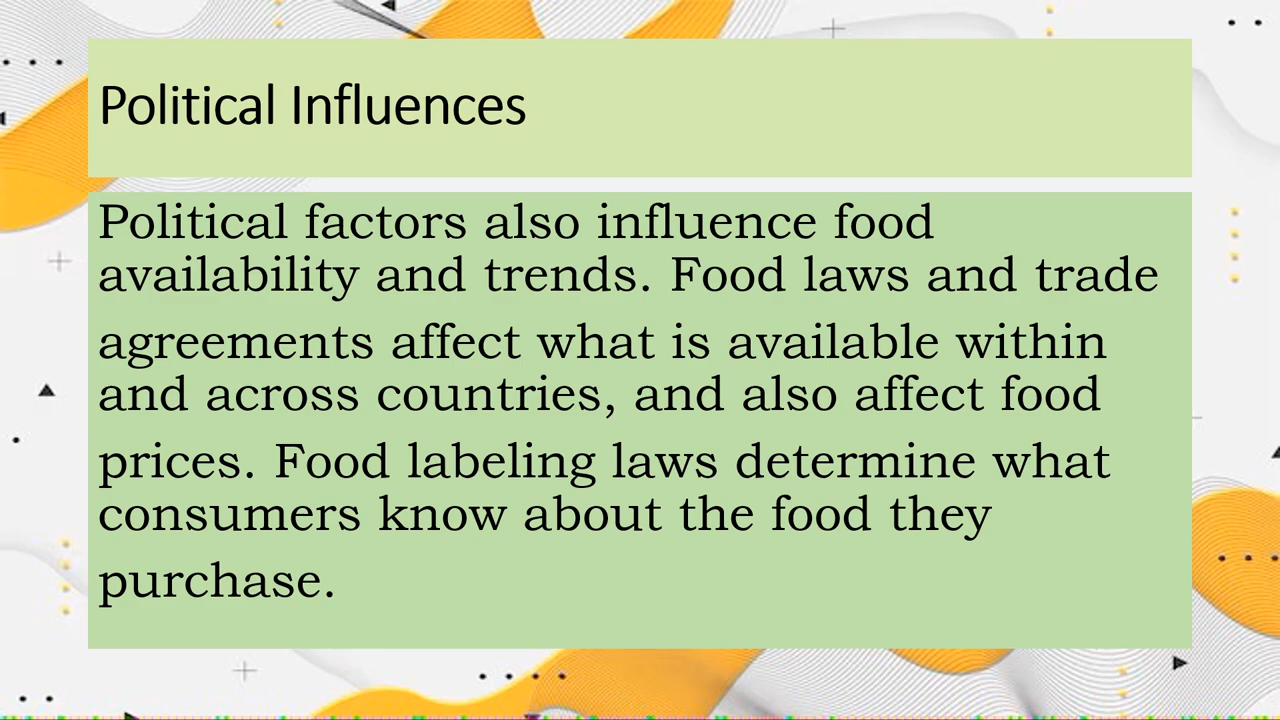 Political Influences
Political factors also influence food
availability and trends. Food laws and trade
agreements affect what is available within
and across countries, and also affect food
prices. Food labeling laws determine what
consumers know about the food they
purchase.